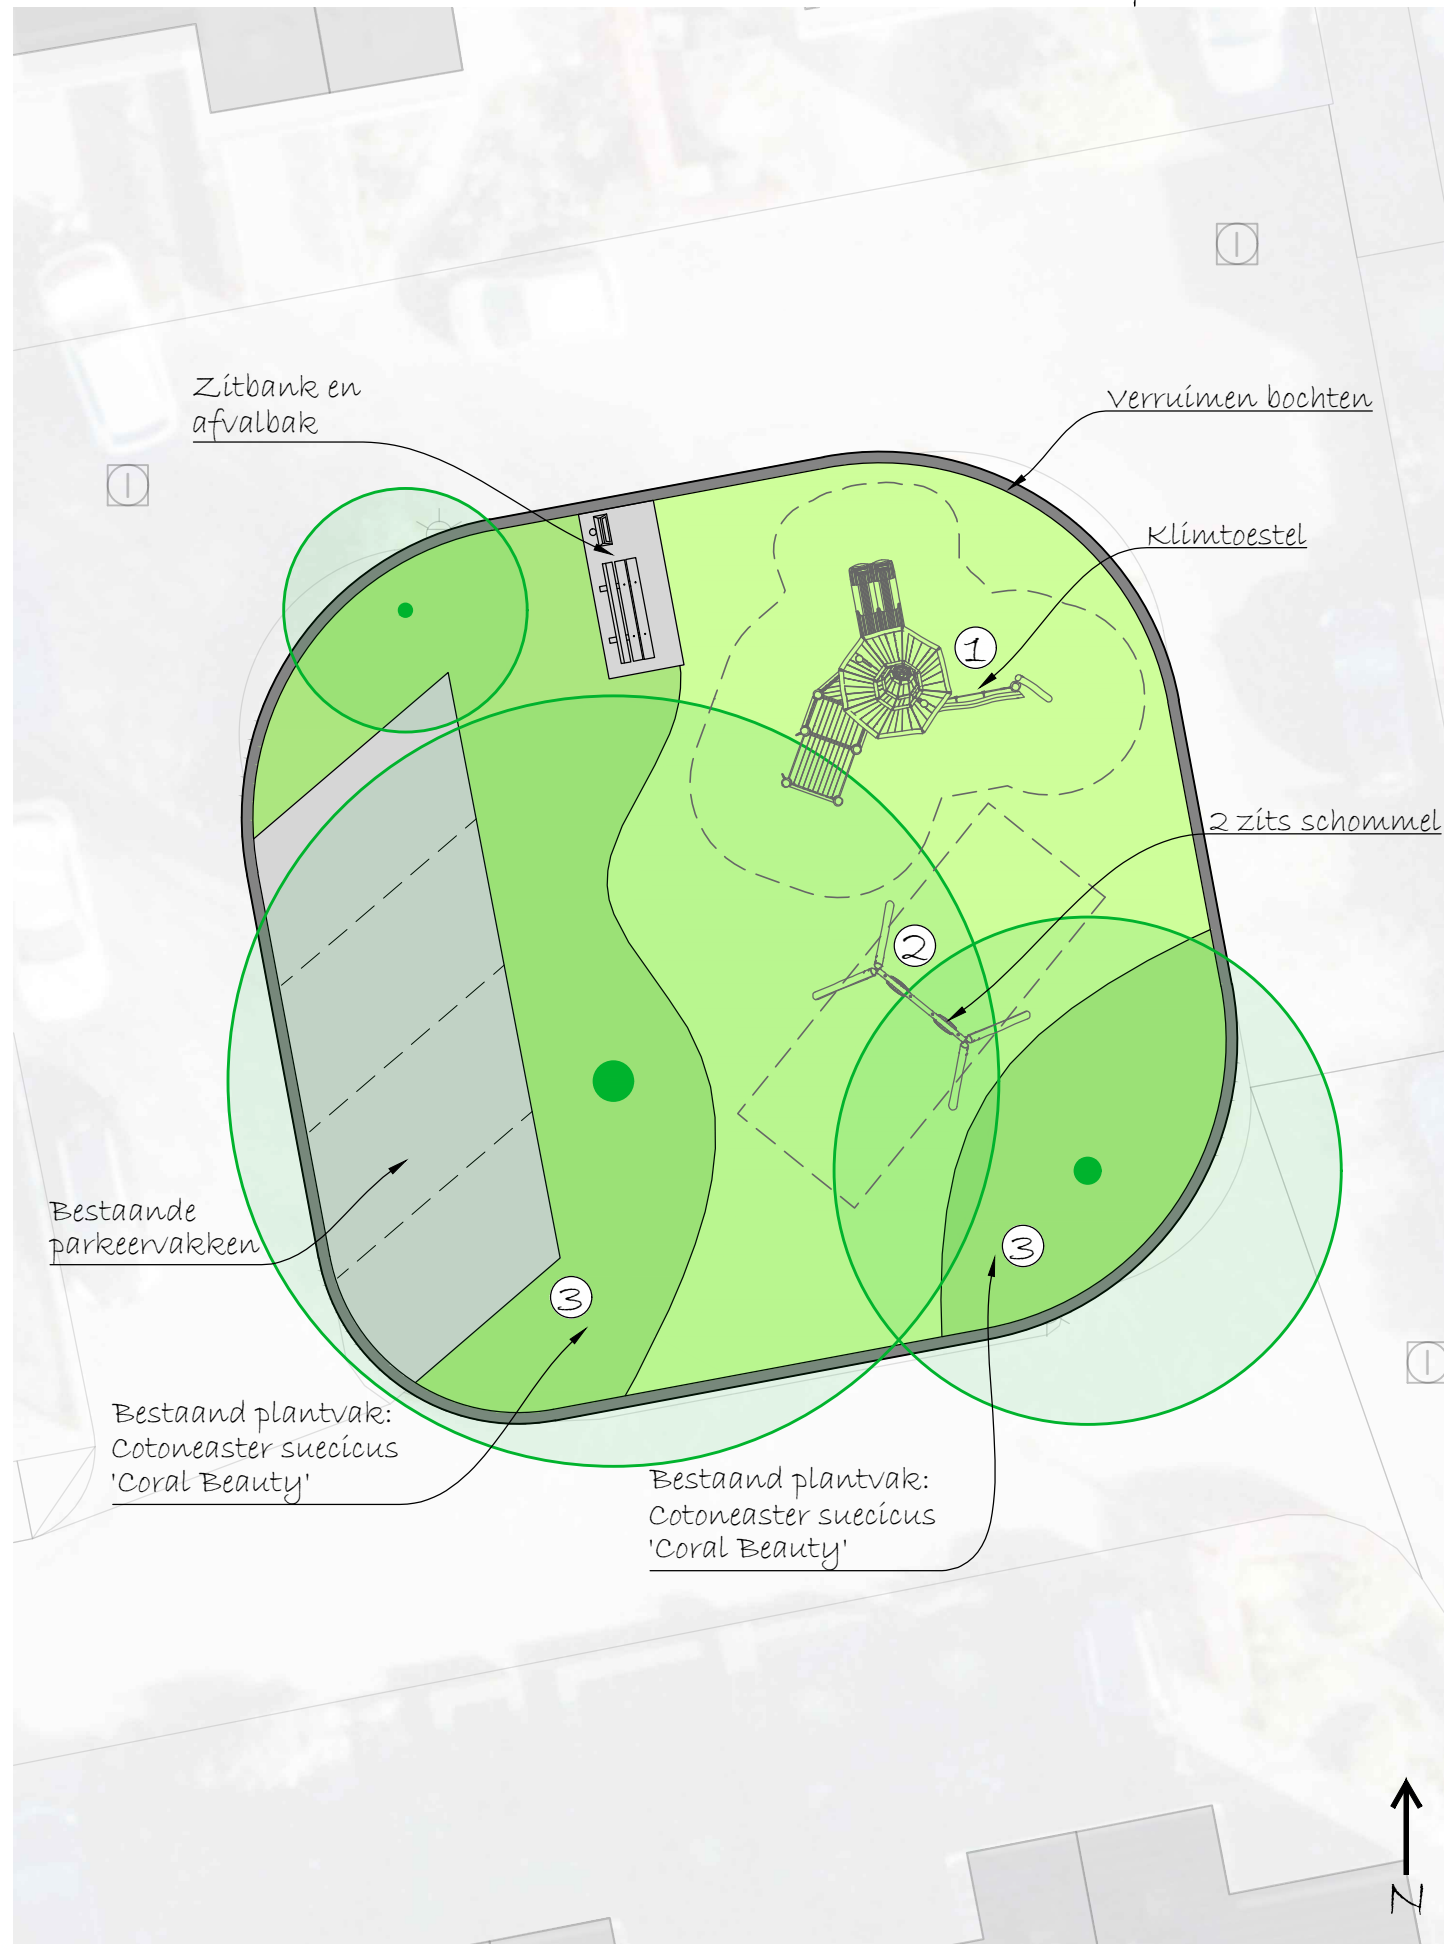 Zitbank en
afvalbak
Verruimen bochten
Klimtoestel
1
2 zits schommel
2
Bestaande
parkeervakken
3
3
Bestaand plantvak:
Cotoneaster suecicus
'Coral Beauty'
Bestaand plantvak:
Cotoneaster suecicus
'Coral Beauty'
N